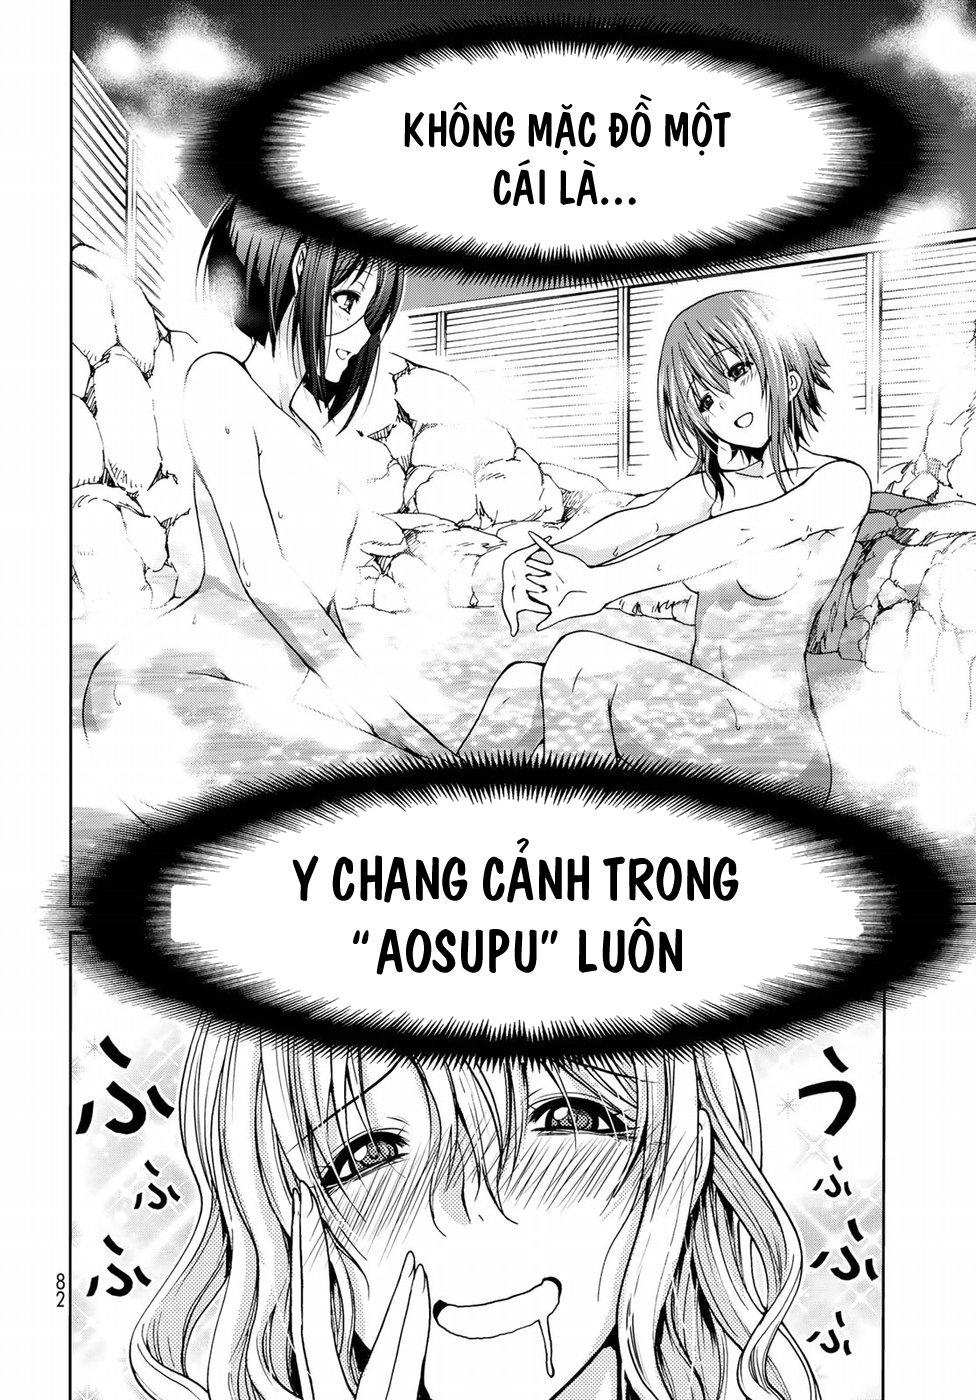 KHÔNG MẶC ĐỒ MỘT
CÁI LÀ...
Y CHANG CẢNH TRONG
“AOSUPU” LUÔN
う
ふ
ふ
ふ
ふ
ふ
ふ
82